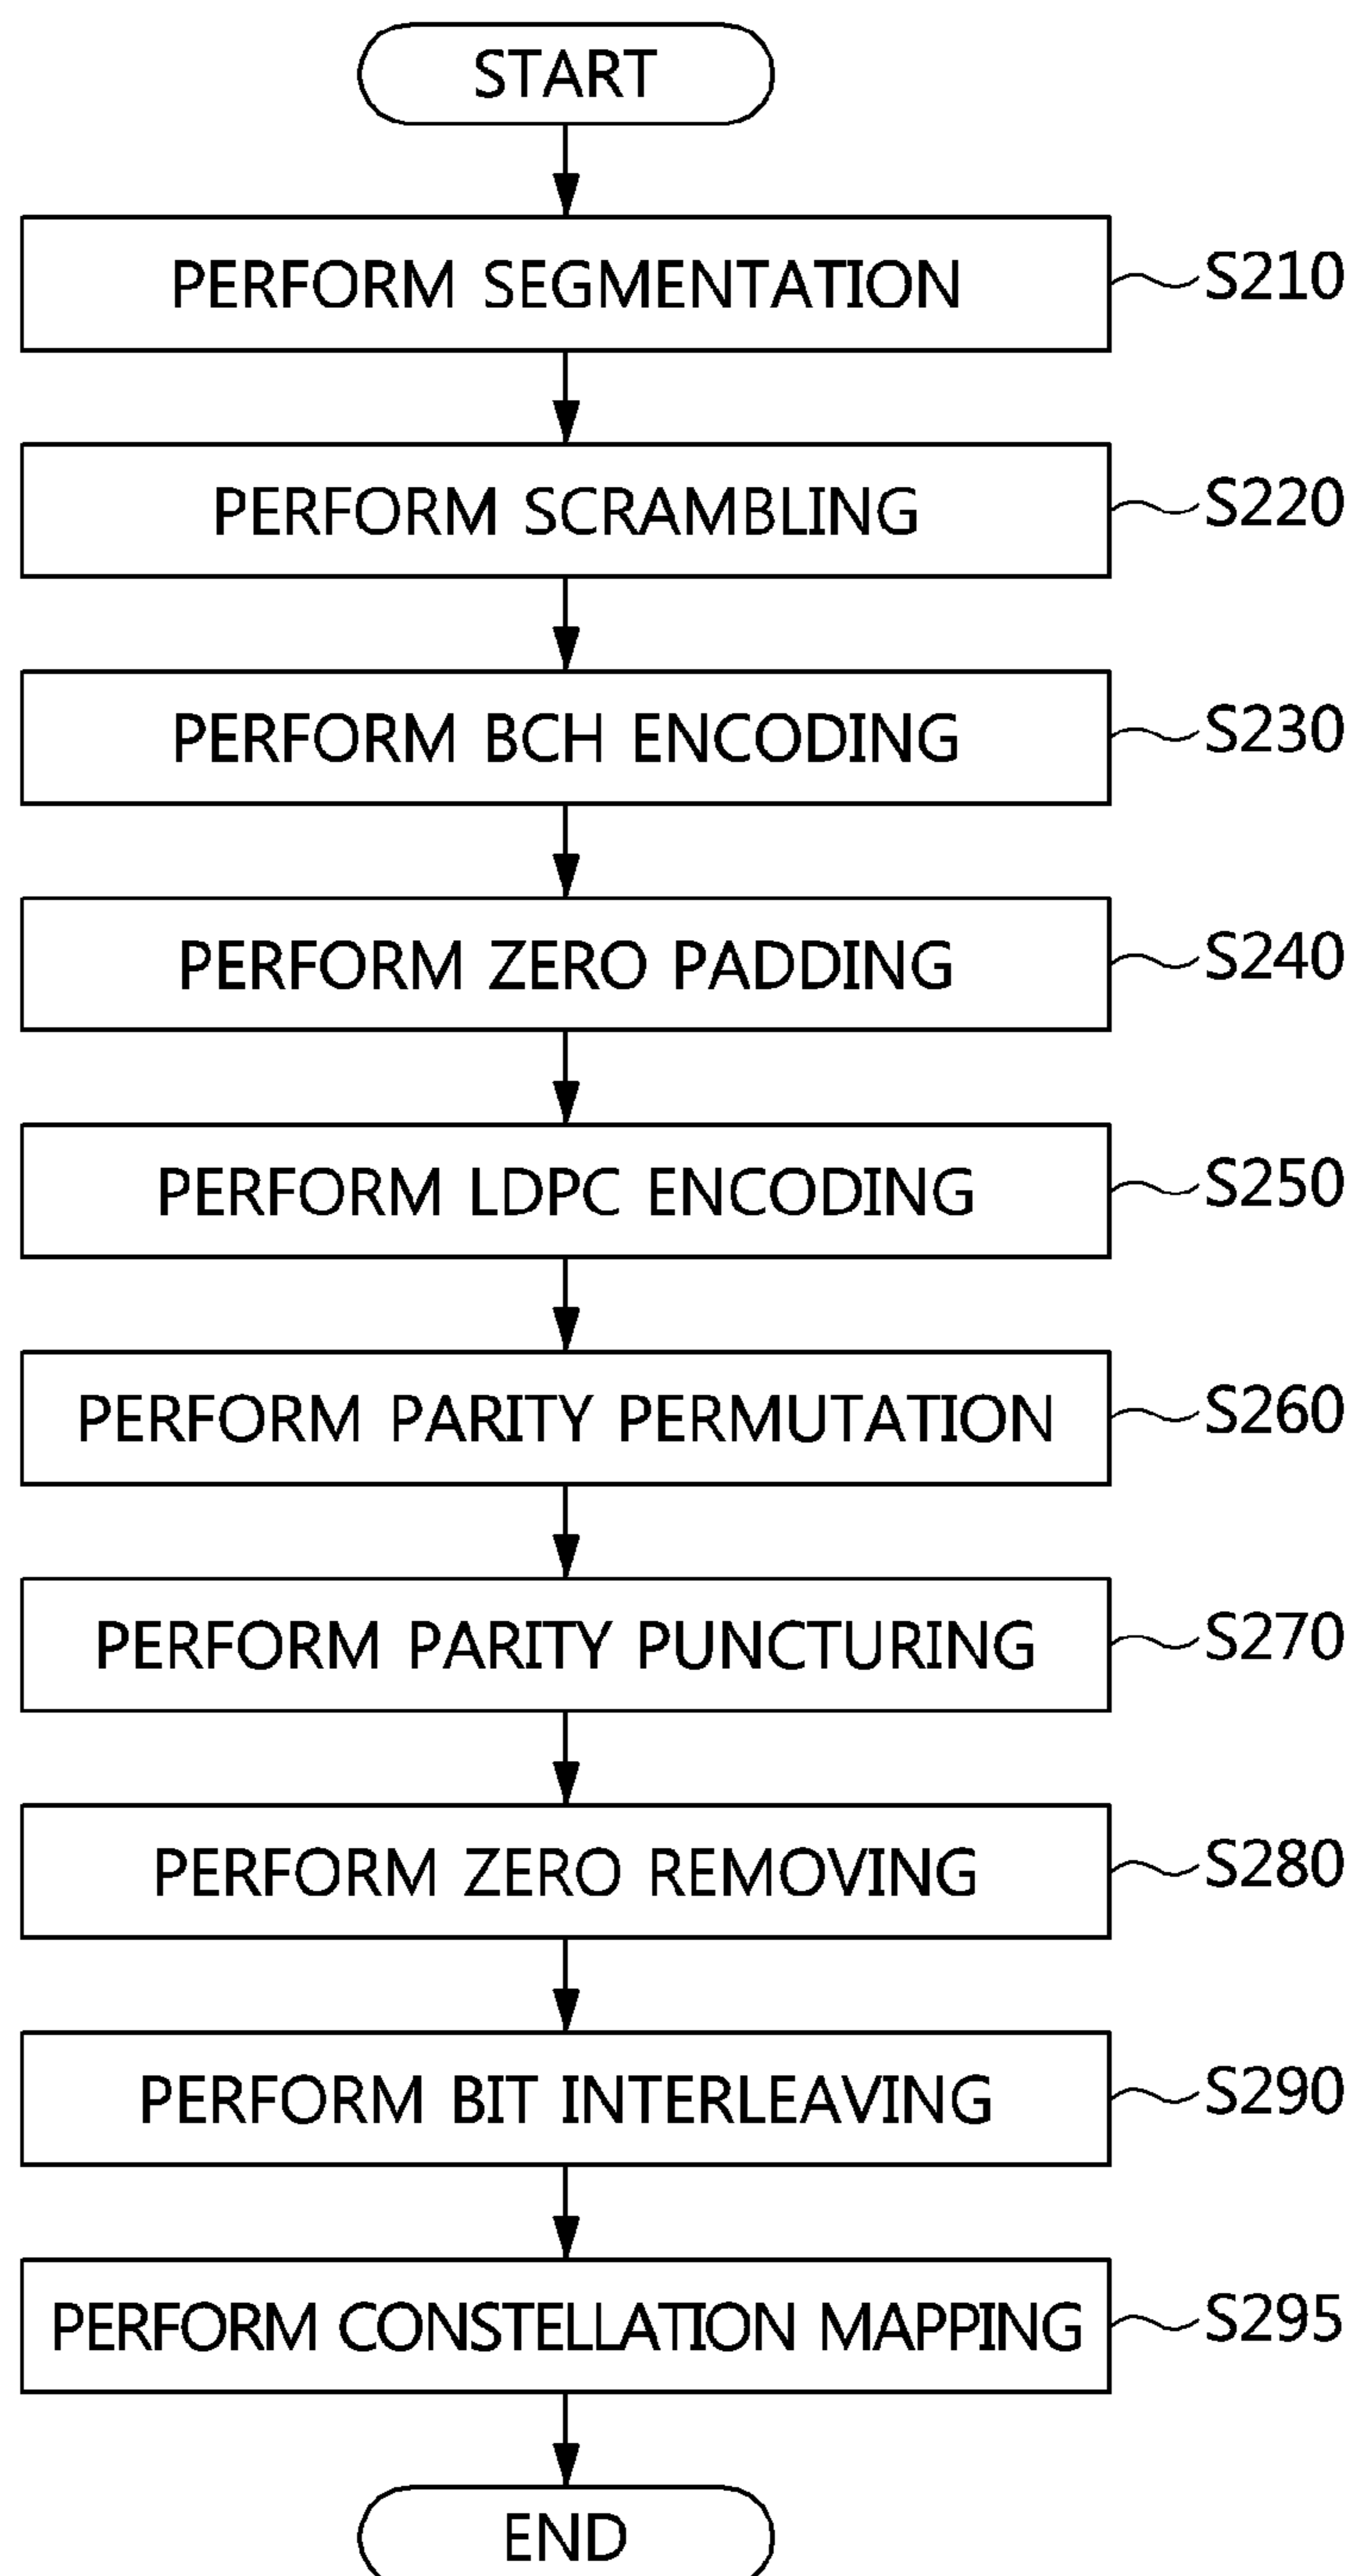 START
PERFORM SEGMENTATION S210
PERFORM SCRAMBLING S220
PERFORM BCH ENCODING S230
PERFORM ZERO PADDING S240
PERFORM LDPC ENCODING S250
PERFORM PARITY PERMUTATION S260
PERFORM PARITY PUNCTURING S270
PERFORM ZERO REMOVING S280
PERFORM BIT INTERLEAVING S290
PERFORM CONSTELLATION MAPPING S295
END